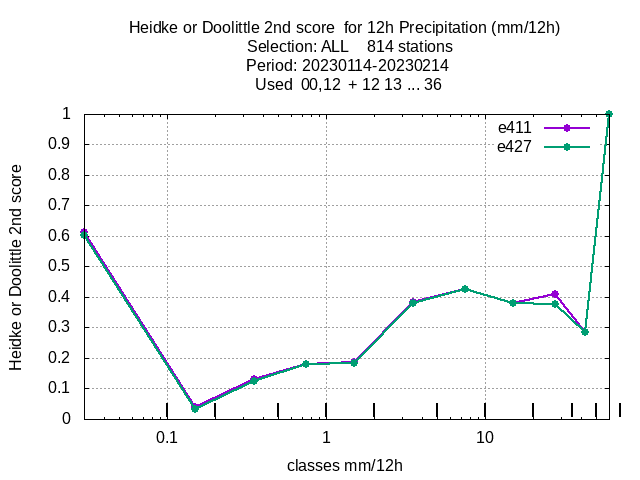 Heidke or Doolittle 2nd score  for 12h Precipitation (mm/12h)
Selection: ALL    814 stations
Period: 20230114-20230214
Used  00,12  + 12 13 ... 36
e411
e427
Heidke or Doolittle 2nd score
1
0.9
0.8
0.7
0.6
0.5
0.4
0.3
0.2
0.1
0
0.1
1
10
classes mm/12h